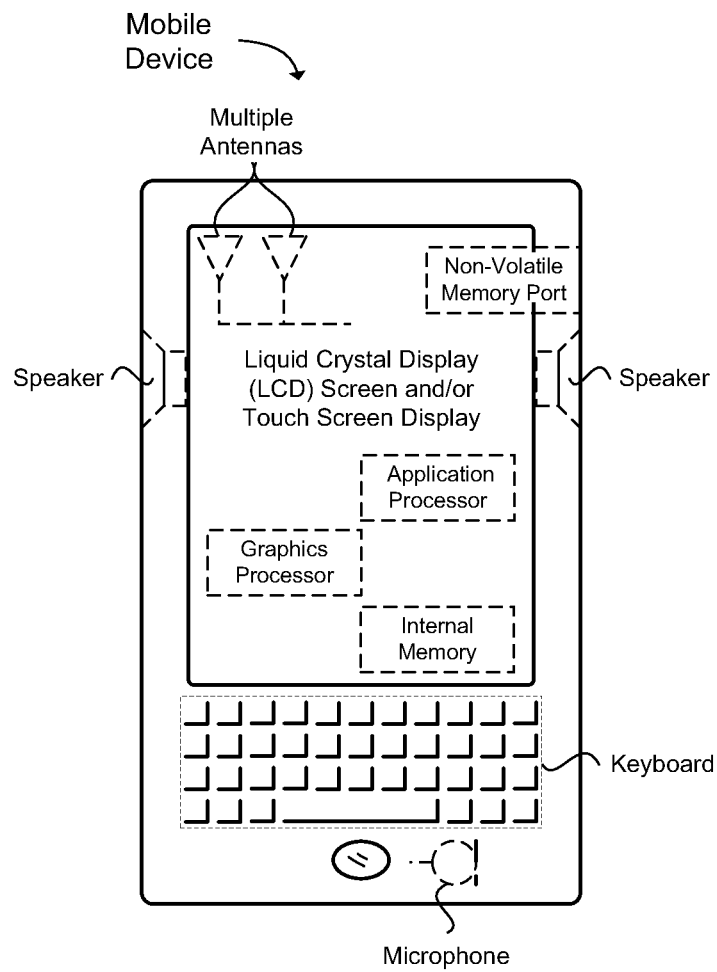 Mobile
Device
Multiple
Antennas
Non-Volatile
Memory Port
Speaker
Liquid Crystal Display
(LCD) Screen and/or
Touch Screen Display
Speaker
Application
Processor
Graphics
Processor
Internal
Memory
Keyboard
Microphone